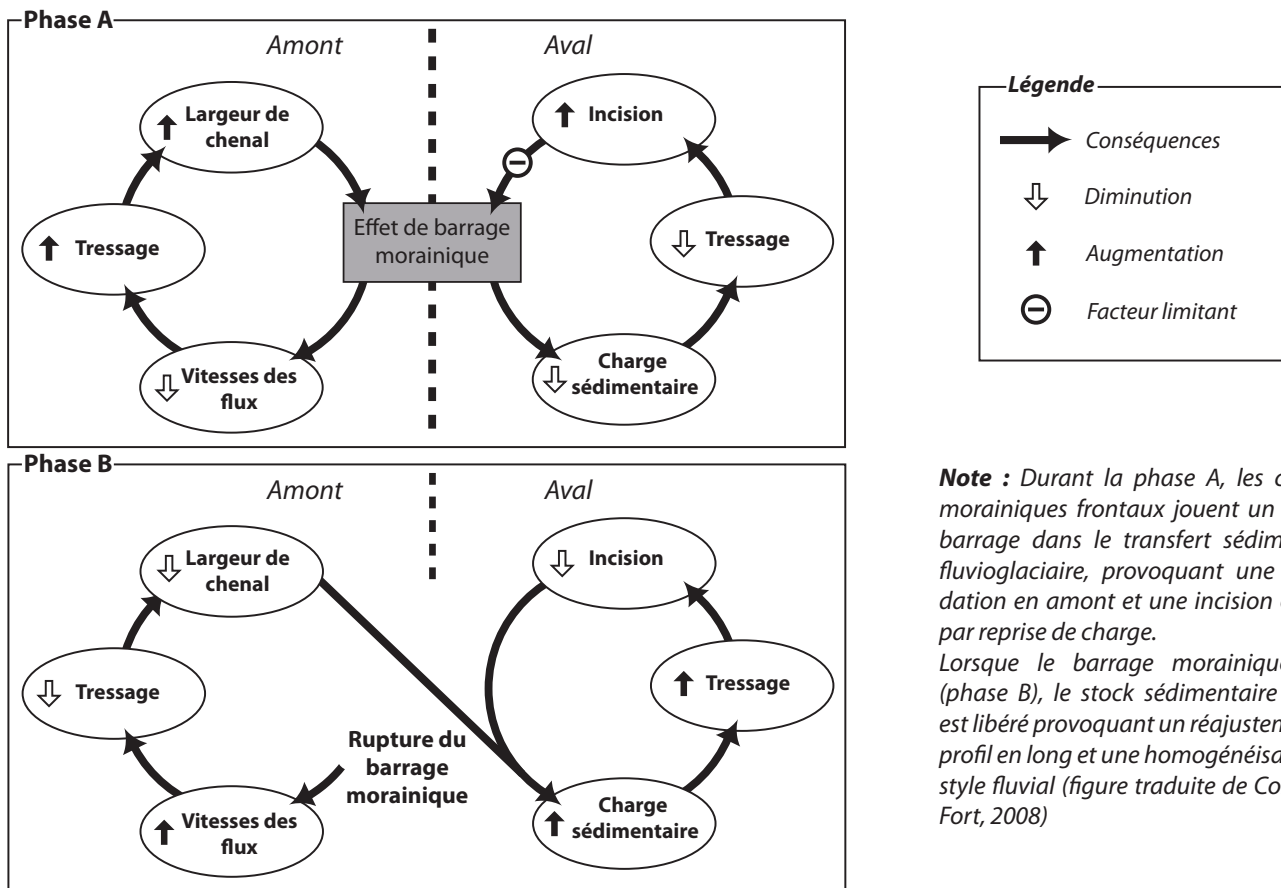 Phase A
Amont
Aval
Largeur de
chenal
Incision
Effet de barrage
morainique
Tressage
Tressage
Vitesses des
flux
Charge
sédimentaire
Phase B
Amont
Aval
Largeur de
chenal
Incision
Tressage
Tressage
Rupture du
barrage
morainique
Vitesses des
flux
Charge
sédimentaire
Légende
Conséquences
Diminution
Augmentation
Facteur limitant
Note : Durant la phase A, les
morainiques frontaux jouent un
barrage dans le transfert
fluvioglaciaire, provoquant une
dation en amont et une incision
par reprise de charge.
Lorsque le barrage morainique
(phase B), le stock sédimentaire
est libéré provoquant un
profil en long et une
style fluvial (figure traduite de
Fort, 2008)